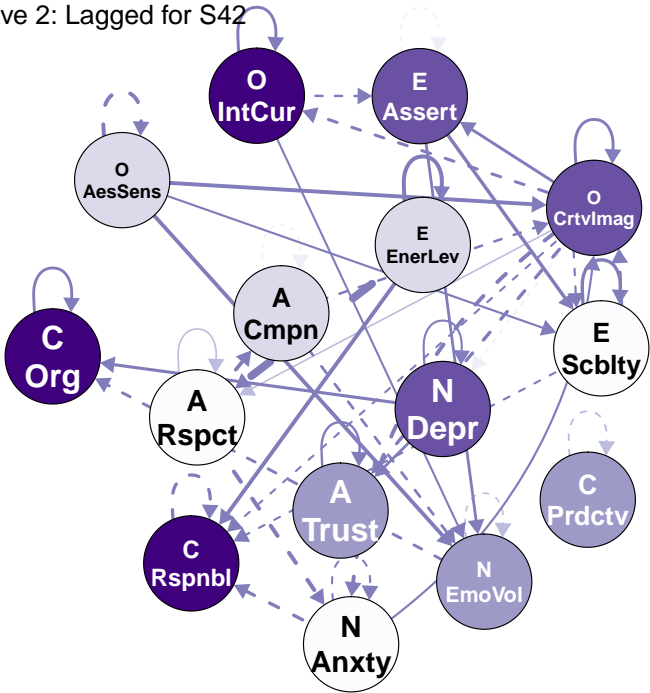 ve 2: Lagged for S42
O
IntCur
E
Assert
O
AesSens
O
CrtvImag
E
EnerLev
A
Cmpn
E
Scblty
C
Org
A
Rspct
N
Depr
C
Prdctv
A
Trust
C
Rspnbl
N
EmoVol
N
Anxty